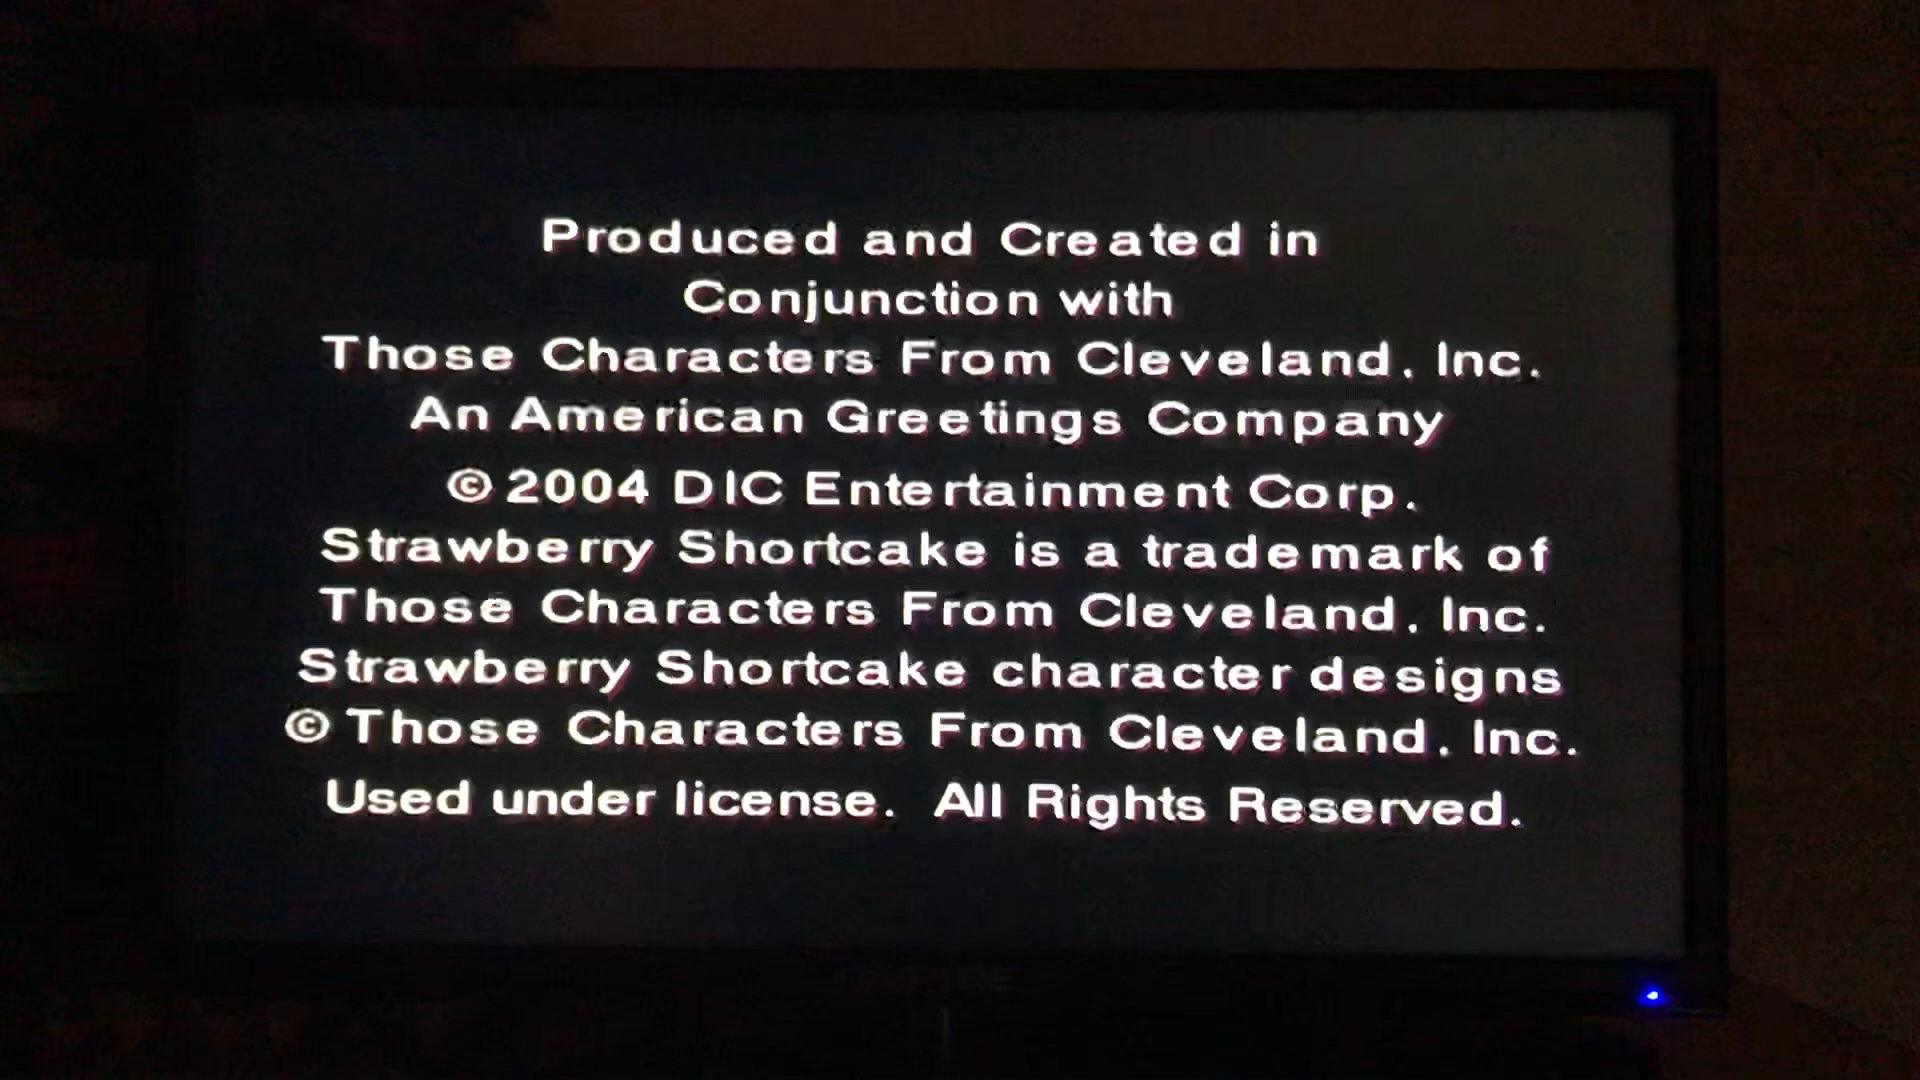 Produced and Created in
Conjunction with
Those Characters From Cleveland, Inc.
An American Greetings Company
© 2004 DIC Entertainment Corp.
Strawberry Shortcake is a trademark of
Those Characters From Cleveland, Inc.
Strawberry Shortcake character designs
© Those Characters From Cleveland, Inc.
Used under license. All Rights Reserved.